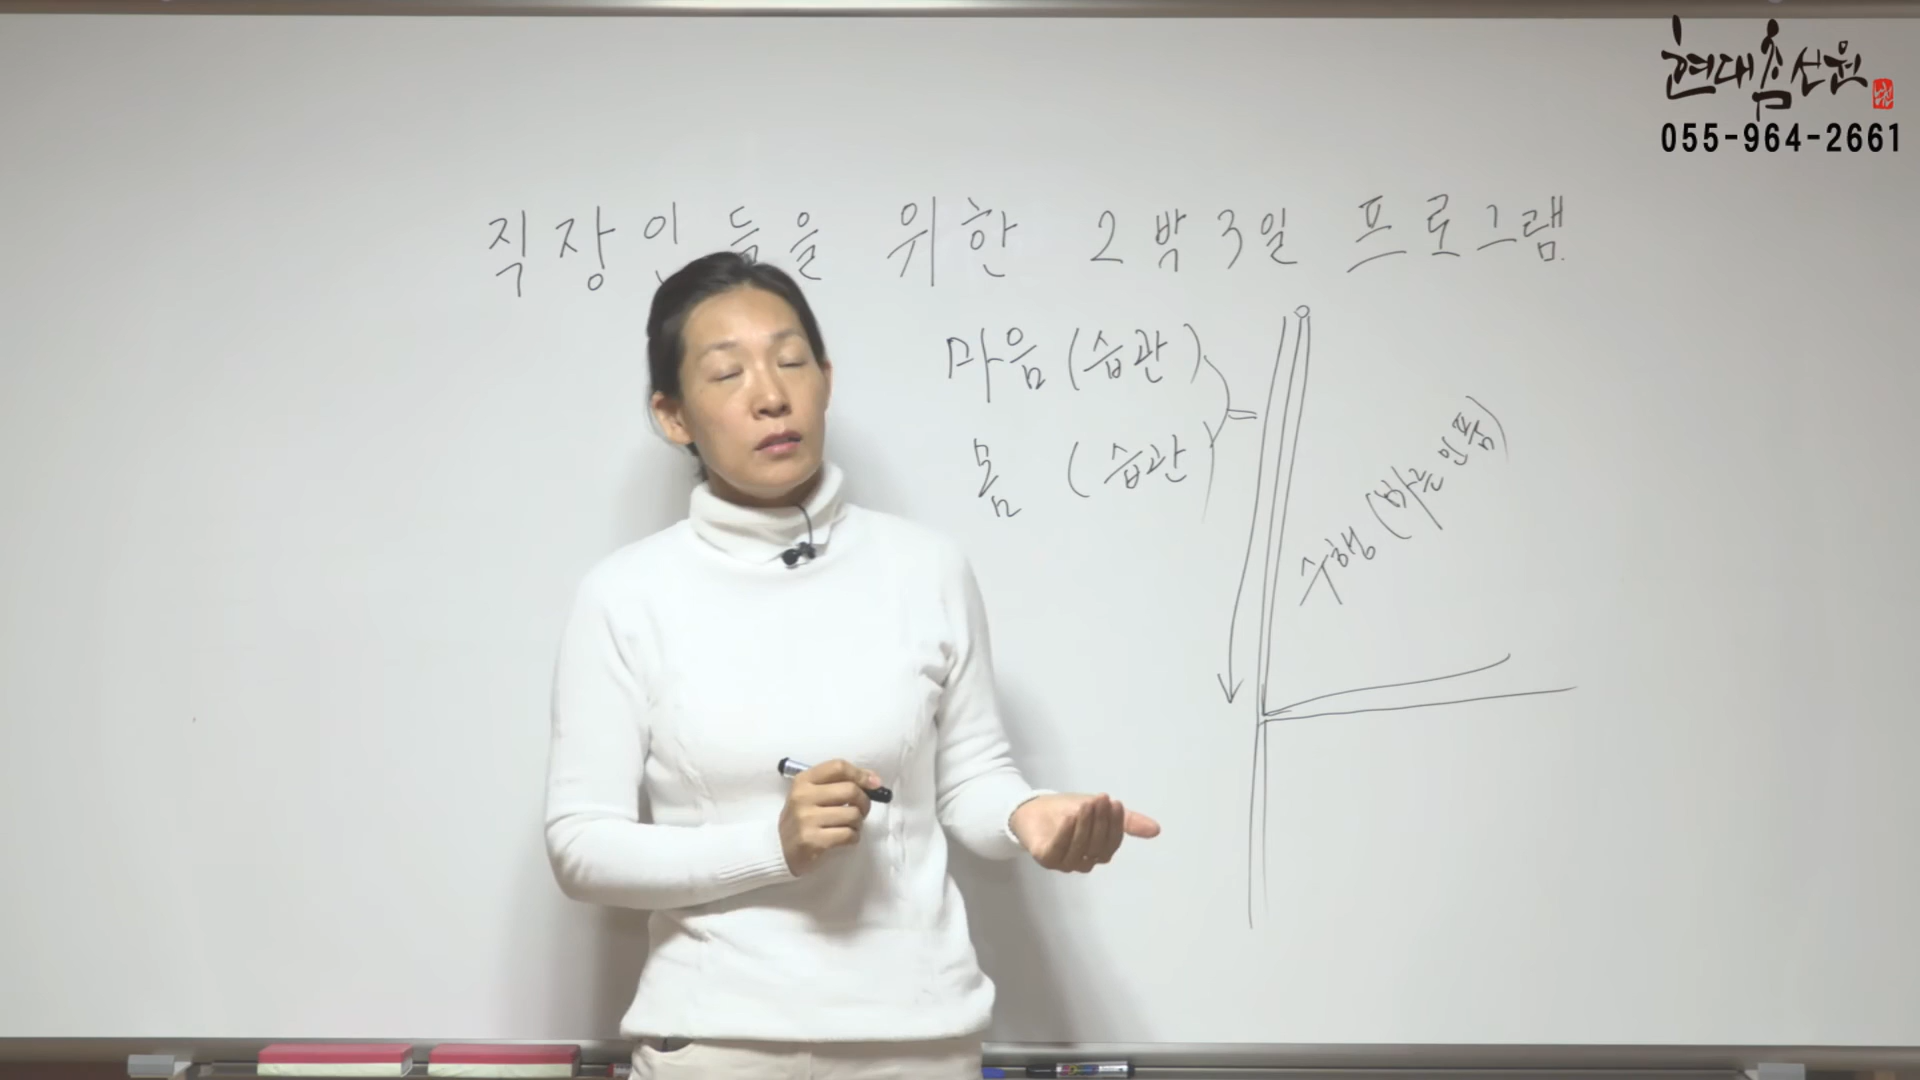 현대춤선원
055-964-2661
직장인들을 위한 2박3일 프로그램
마음 (습관)
몸 (습관)
수행 (바른 인품)